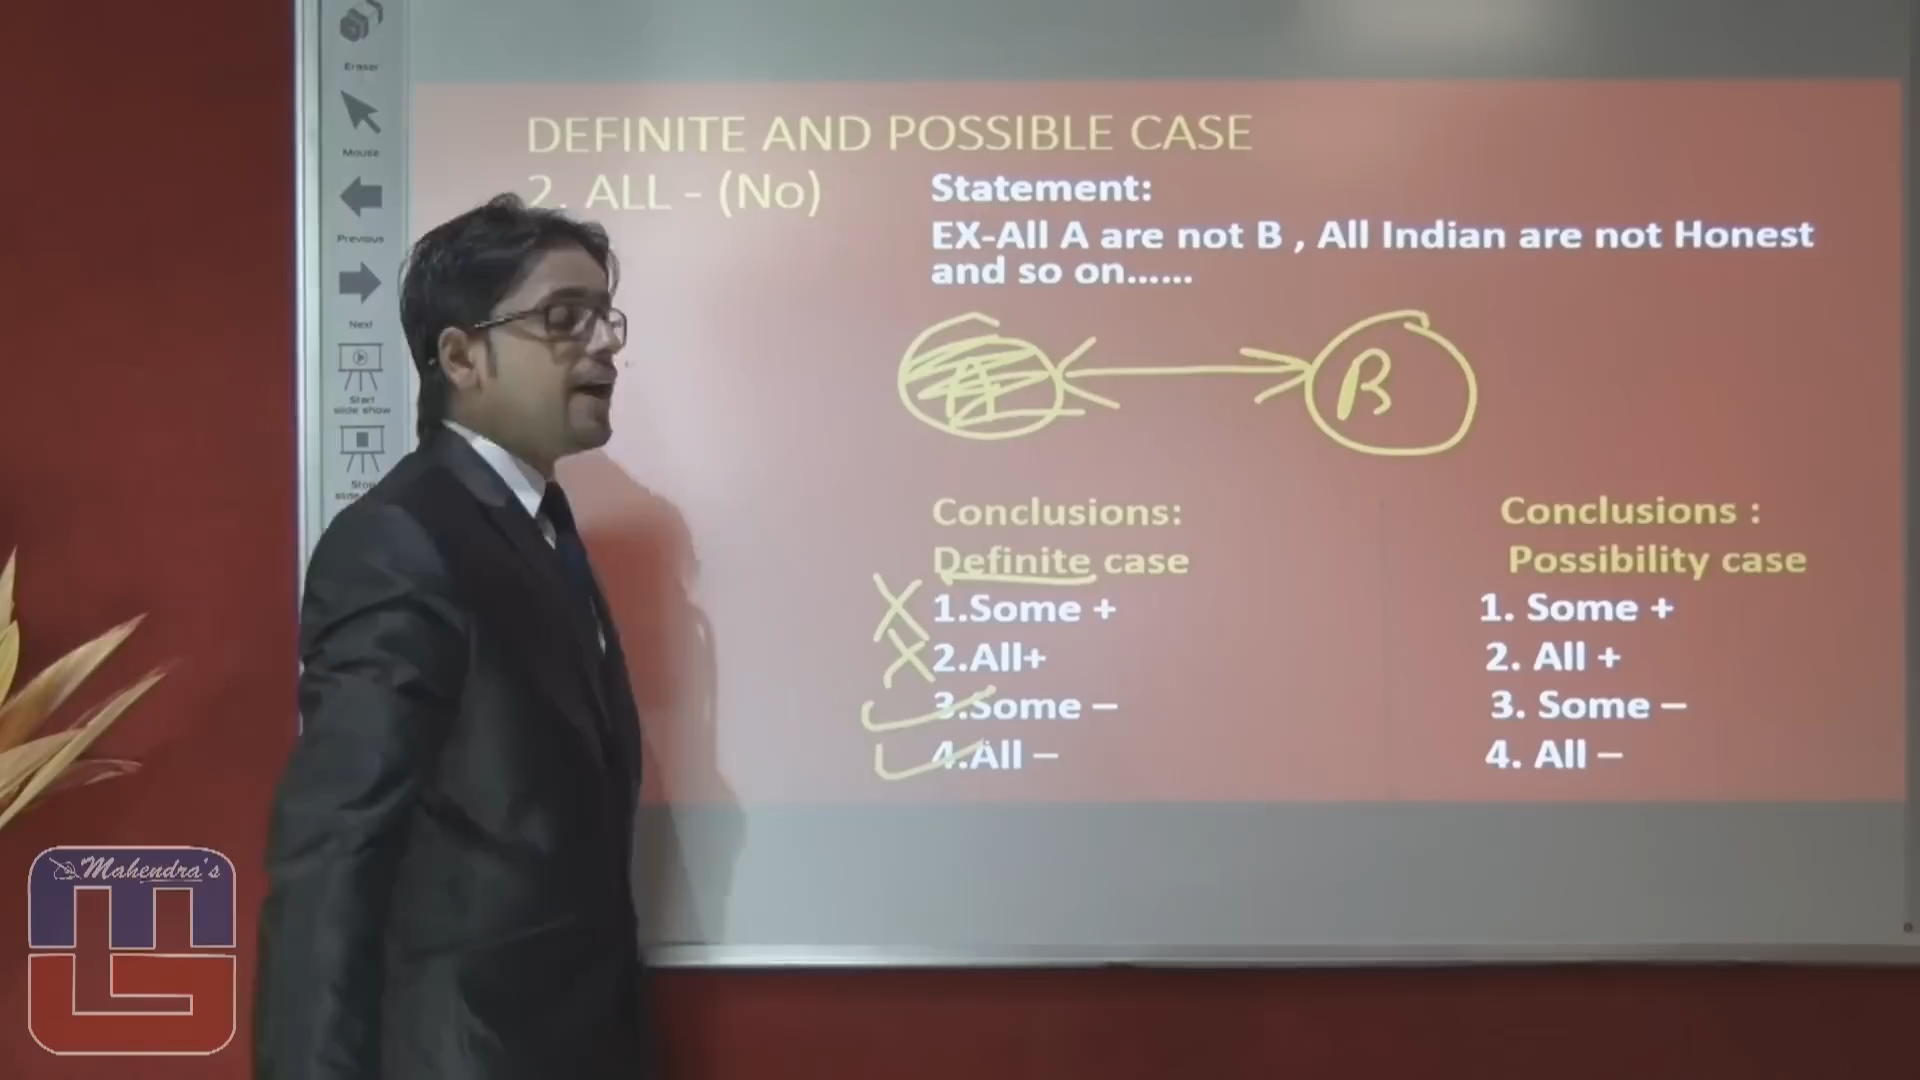 Eraser
Mouse
Previous
Next
Start
slide show
Stop
DEFINITE AND POSSIBLE CASE
2. ALL - (No)
Statement:
EX-All A are not B , All Indian are not Honest
and so on......
A
B
Conclusions:
Definite case
1.Some +
2.All+
3.Some –
4.All –
Conclusions :
Possibility case
1. Some +
2. All +
3. Some –
4. All –
Mahendra's